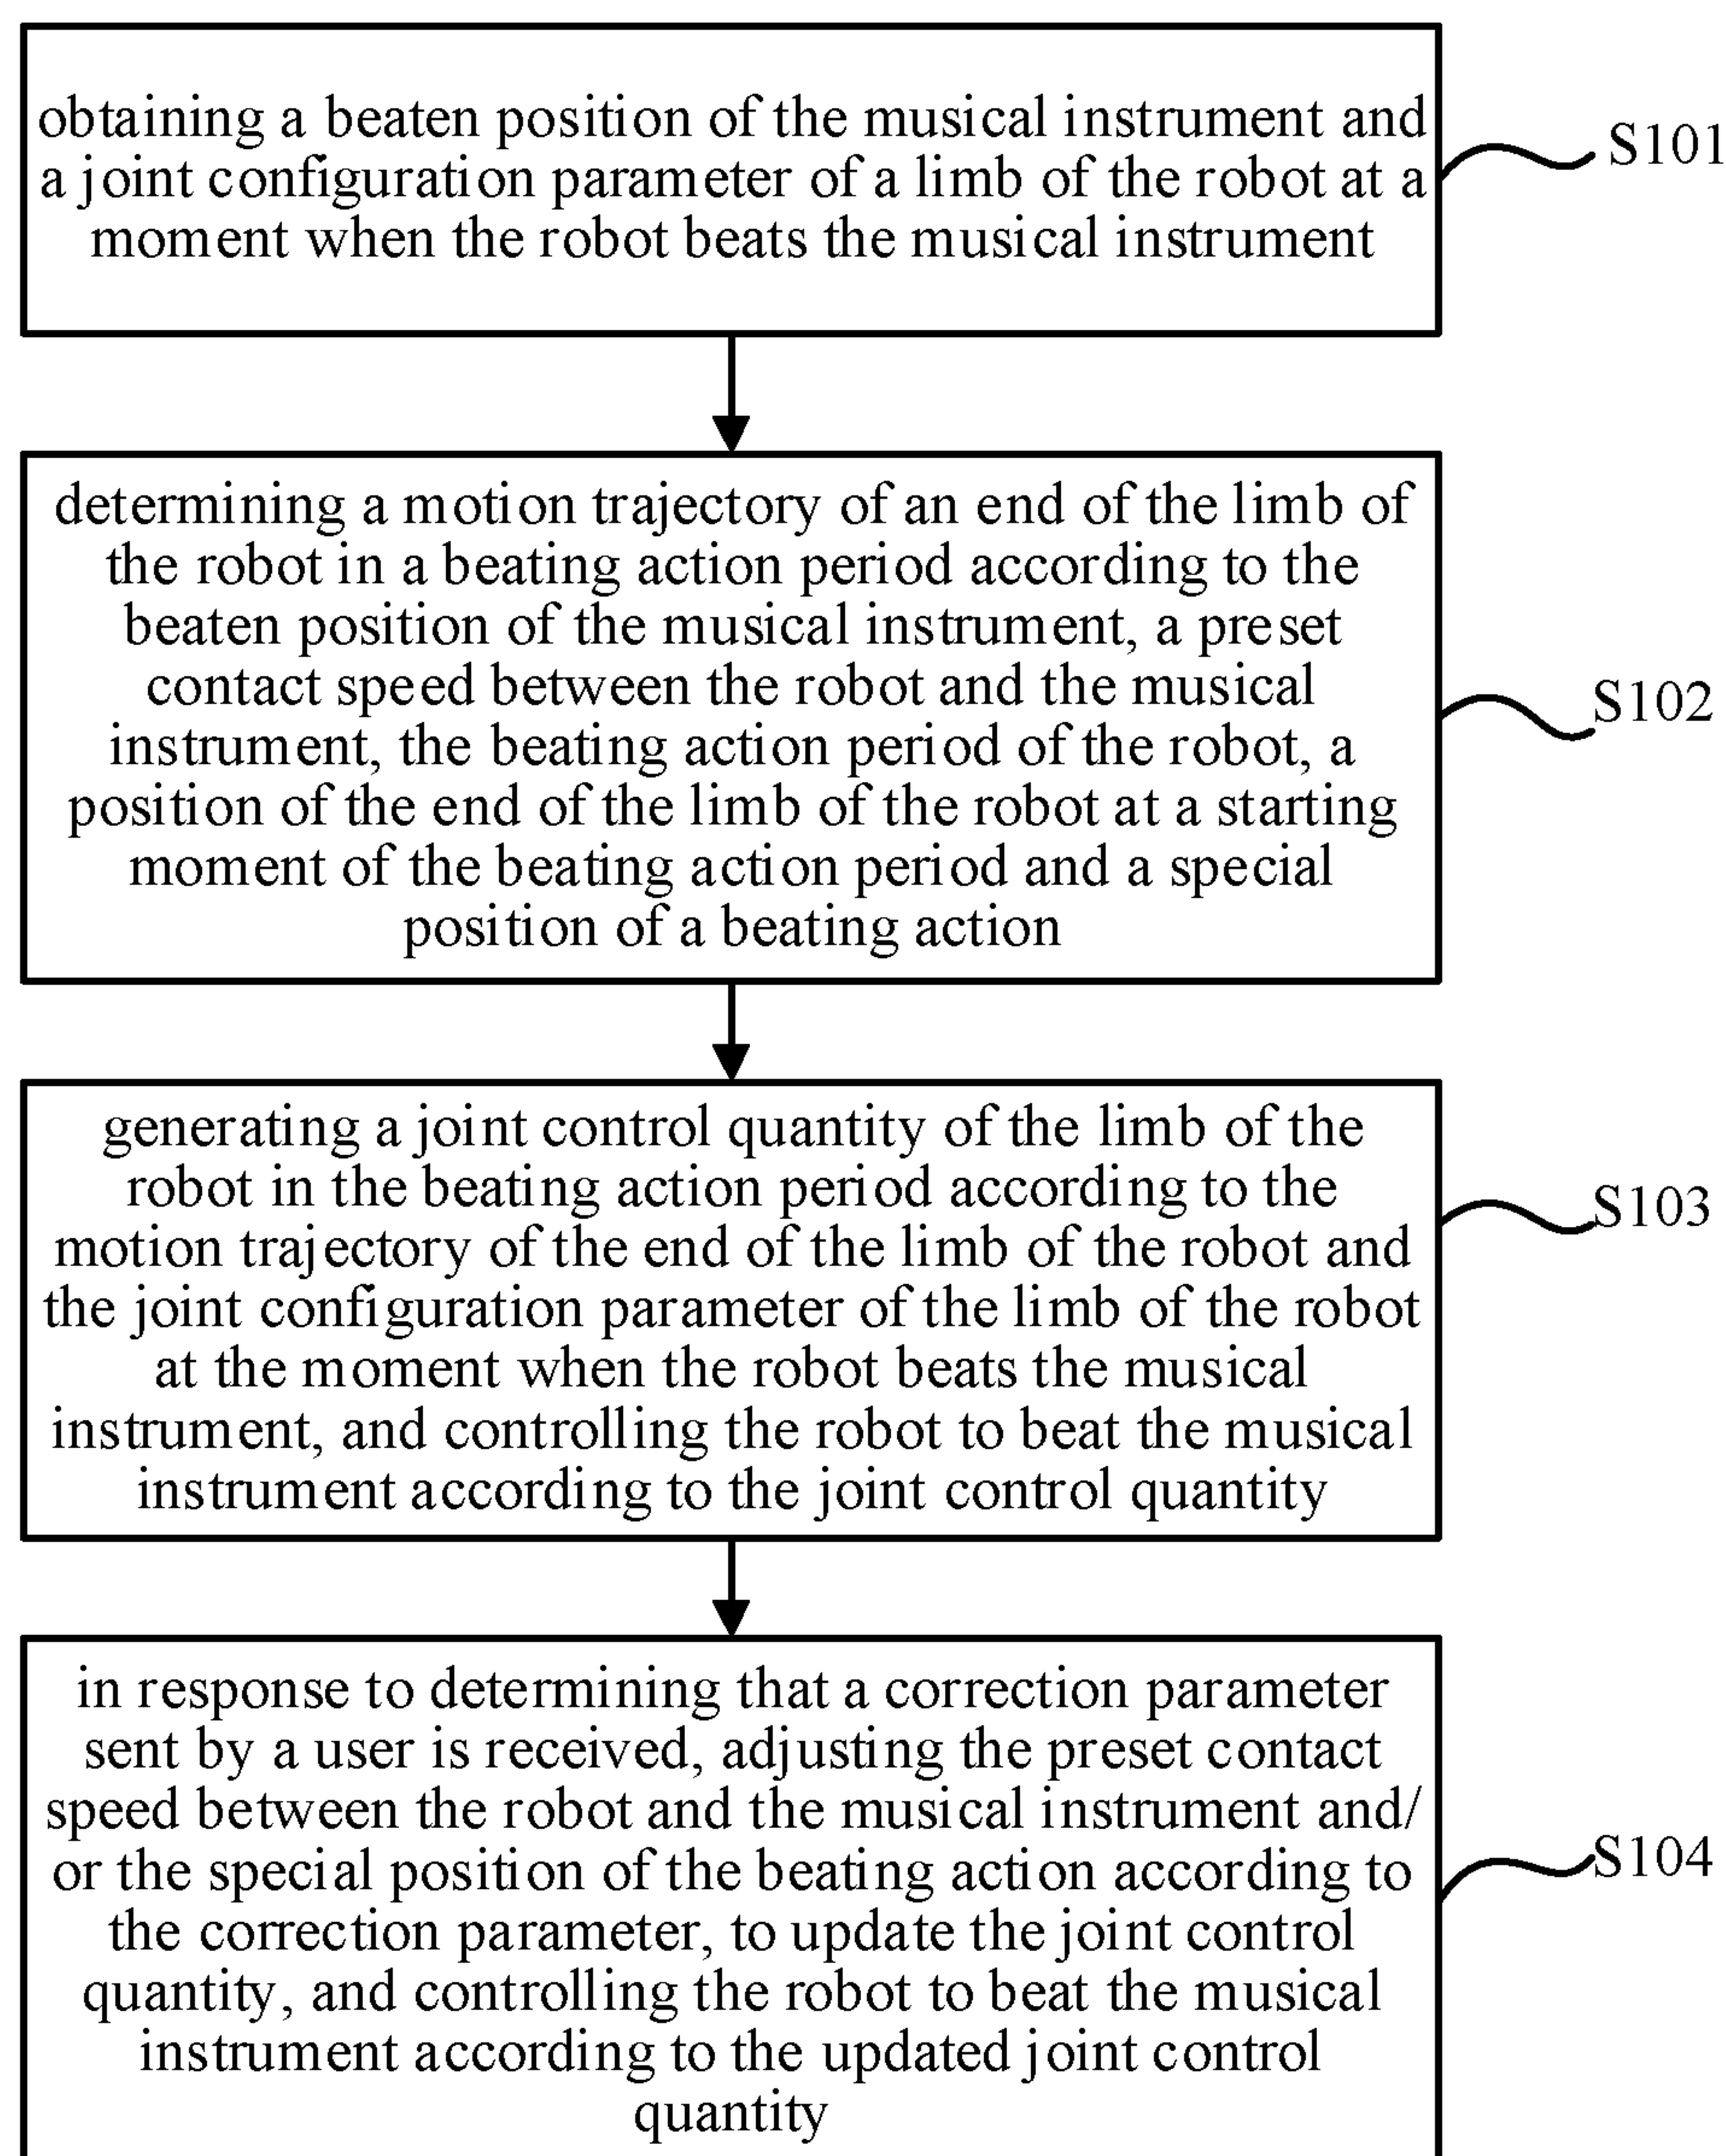 obtaining a beaten position of the musical instrument and
a joint configuration parameter of a limb of the robot at a
moment when the robot beats the musical instrument
S101
determining a motion trajectory of an end of the limb of
the robot in a beating action period according to the
beaten position of the musical instrument, a preset
contact speed between the robot and the musical
instrument, the beating action period of the robot, a
position of the end of the limb of the robot at a starting
moment of the beating action period and a special
position of a beating action
S102
generating a joint control quantity of the limb of the
robot in the beating action period according to the
motion trajectory of the end of the limb of the robot and
the joint configuration parameter of the limb of the robot
at the moment when the robot beats the musical
instrument, and controlling the robot to beat the musical
instrument according to the joint control quantity
S103
in response to determining that a correction parameter
sent by a user is received, adjusting the preset contact
speed between the robot and the musical instrument and/
or the special position of the beating action according to
the correction parameter, to update the joint control
quantity, and controlling the robot to beat the musical
instrument according to the updated joint control
quantity
S104